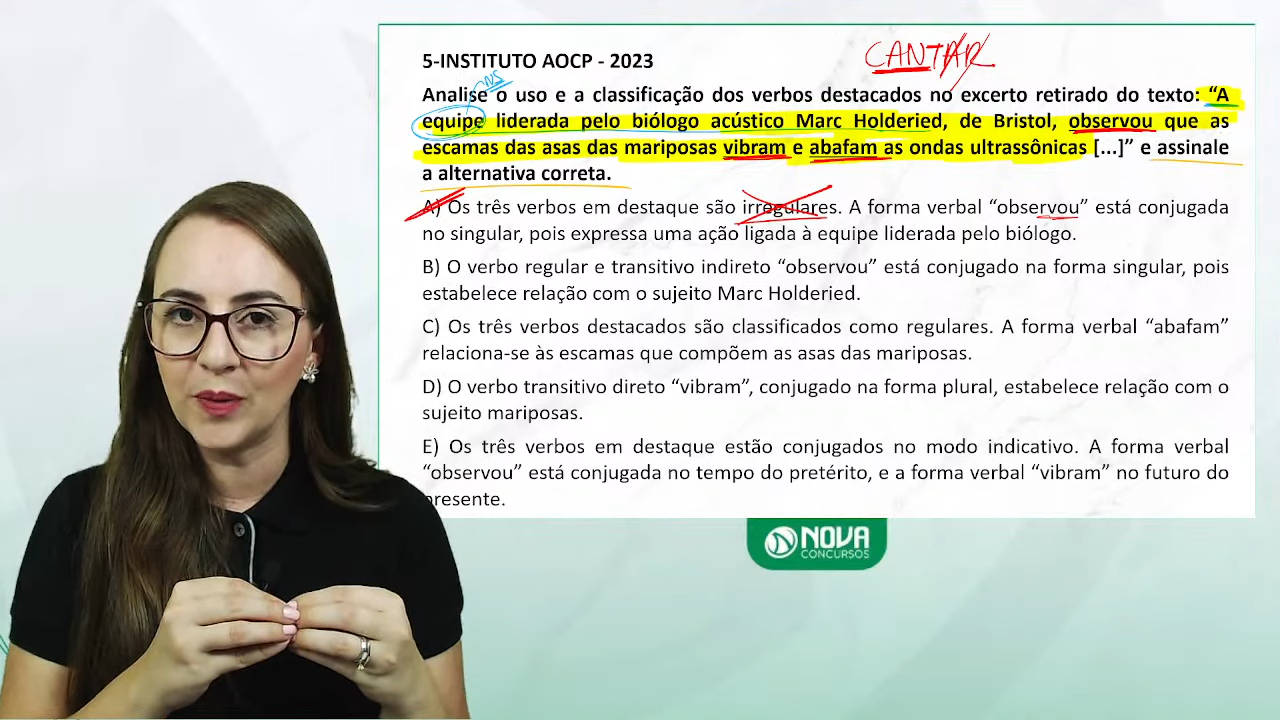 CANTAR
5-INSTITUTO AOCP - 2023
NS
Analise o uso e a classificação dos verbos destacados no excerto retirado do texto: “A
equipe liderada pelo biólogo acústico Marc Holderied, de Bristol, observou que as
escamas das asas das mariposas vibram e abafam as ondas ultrassônicas [...]” e assinale
a alternativa correta.
A) Os três verbos em destaque são irregulares. A forma verbal “observou” está conjugada
no singular, pois expressa uma ação ligada à equipe liderada pelo biólogo.
B) O verbo regular e transitivo indireto “observou” está conjugado na forma singular, pois
estabelece relação com o sujeito Marc Holderied.
C) Os três verbos destacados são classificados como regulares. A forma verbal “abafam”
relaciona-se às escamas que compõem as asas das mariposas.
D) O verbo transitivo direto “vibram”, conjugado na forma plural, estabelece relação com o
sujeito mariposas.
E) Os três verbos em destaque estão conjugados no modo indicativo. A forma verbal
“observou” está conjugada no tempo do pretérito, e a forma verbal “vibram” no futuro do
presente.
NOVA
CONCURSOS